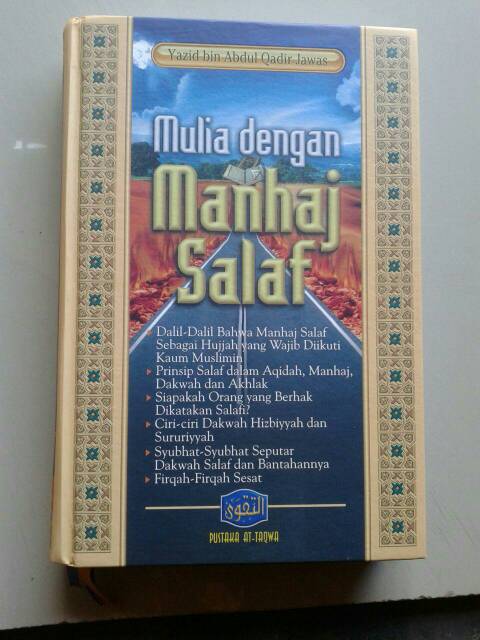 Yazid bin Abdul Qadir Jawas
Mulia dengan
Manhaj
Salaf
Dalil-Dalil Bahwa Manhaj Salaf
Sebagai Hujjah yang Wajib Diikuti
Kaum Muslimin
Prinsip Salaf dalam Aqidah, Manhaj,
Dakwah dan Akhlak
Siapakah Orang yang Berhak
Dikatakan Salafi?
Ciri-ciri Dakwah Hizbiyyah dan
Sururiyyah
Syubhat-Syubhat Seputar
Dakwah Salaf dan Bantahannya
Firqah-Firqah Sesat
التقوى
PUSTAKA AT-TAQWA